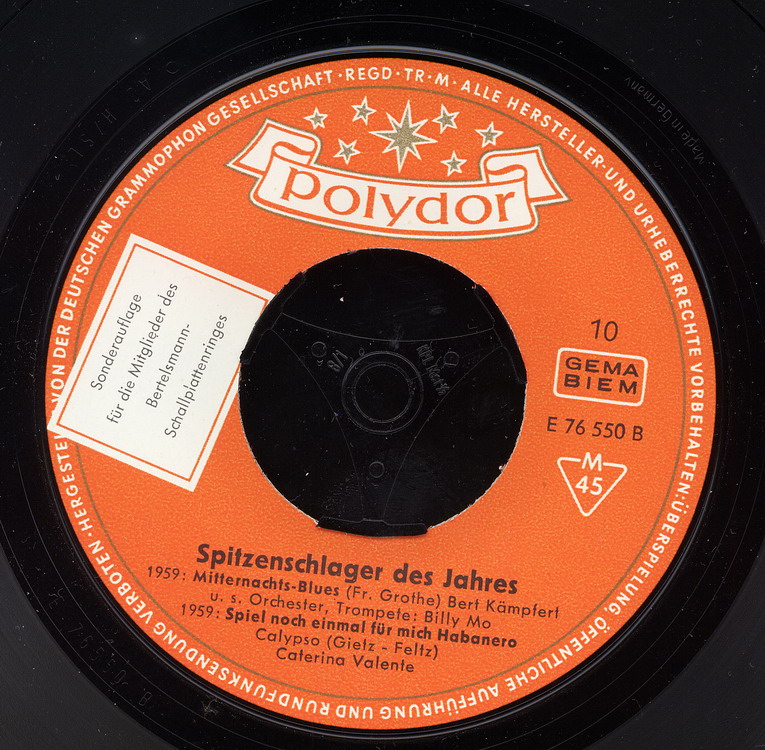 HERGESTELLT VON DER DEUTSCHEN GRAMMOPHON GESELLSCHAFT · REGD · TR · M · ALLE HERSTELLER- UND URHEBERRECHTE VORBEHALTEN: ÜBERSPIELUNG, ÖFFENTLICHE AUFFÜHRUNG UND RUNDFUNKSENDUNG VERBOTEN ·
polydor
Made in Germany
Sonderauflage
für die Mitglieder des
Bertelsmann-
Schallplattenringes
10
GEMA
BIEM
E 76 550 B
M
45
Spitzenschlager des Jahres
1959: Mitternachts-Blues (Fr. Grothe) Bert Kämpfert
u. s. Orchester, Trompete: Billy Mo
1959: Spiel noch einmal für mich Habanero
Calypso (Gietz - Feltz)
Caterina Valente